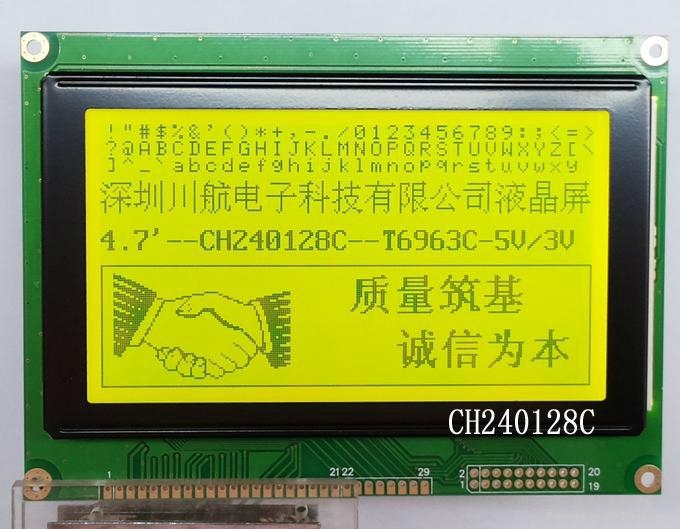 !"#$%&'()*+,-./0123456789:;<=>
?@ABCDEFGHIJKLMNOPQRSTUVWXYZ[\
]^_`abcdefghijklmnopqrstuvwxy
深圳川航电子科技有限公司液晶屏
4.7'--CH240128C--T6963C-5V/3V
质量筑基
诚信为本
CH240128C
1 21 22 29 2 20
1 19